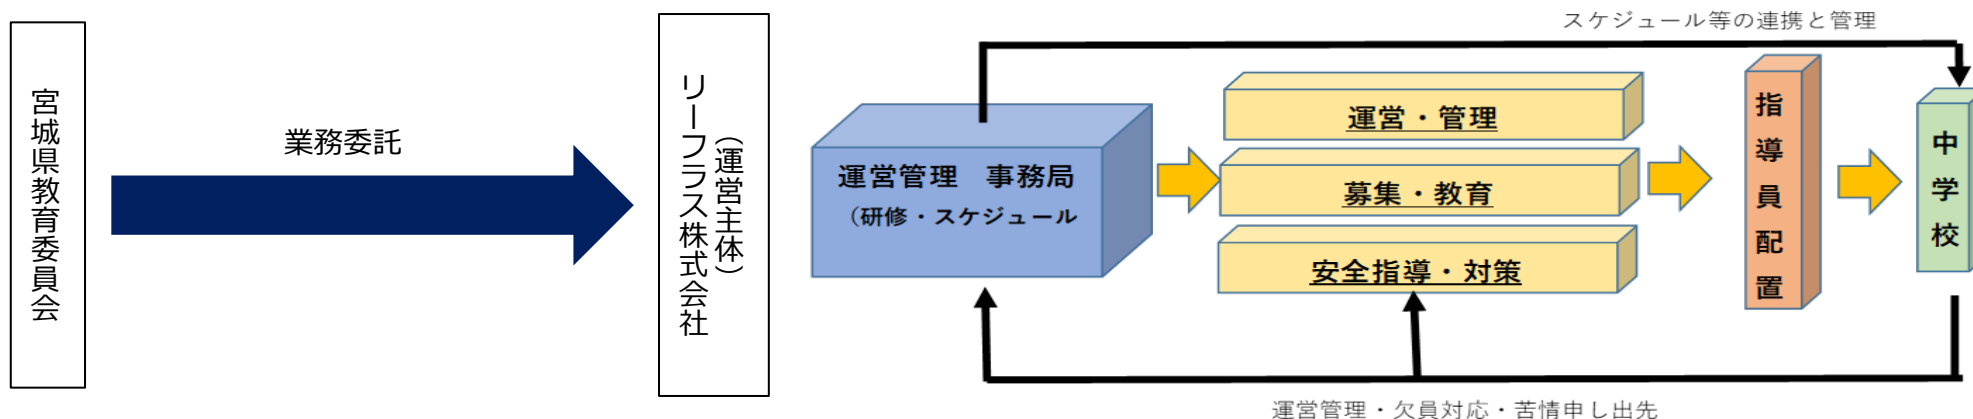 宮城県教育委員会
業務委託
リーフラス株式会社
（運営主体）
スケジュール等の連携と管理
運営管理　事務局
（研修・スケジュール
運営・管理
募集・教育
安全指導・対策
指導員配置
中学校
運営管理・欠員対応・苦情申し出先